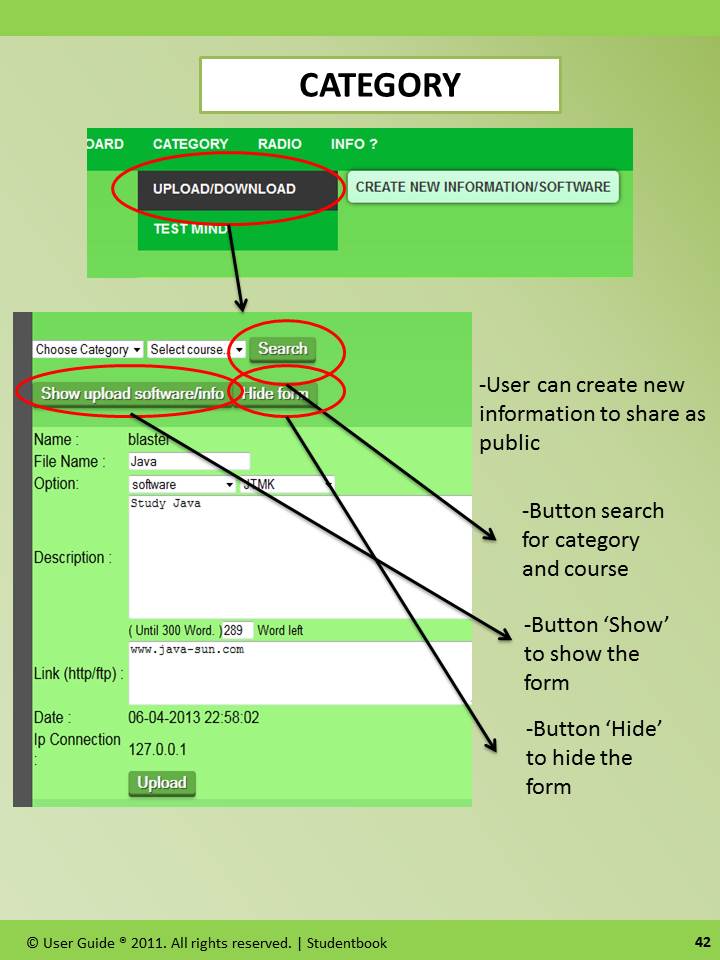 CATEGORY
OARD CATEGORY RADIO INFO ?
UPLOAD/DOWNLOAD CREATE NEW INFORMATION/SOFTWARE
TEST MIND
Choose Category Select course.. Search
Show upload software/info Hide form
Name : blaster
File Name : Java
Option: software JTMK
Study Java
Description :
( Until 300 Word. ) 289 Word left
www.java-sun.com
Link (http/ftp) :
Date : 06-04-2013 22:58:02
Ip Connection
: 127.0.0.1
Upload
-User can create new
information to share as
public
-Button search
for category
and course
-Button ‘Show’
to show the
form
-Button ‘Hide’
to hide the
form
© User Guide ® 2011. All rights reserved. | Studentbook 42